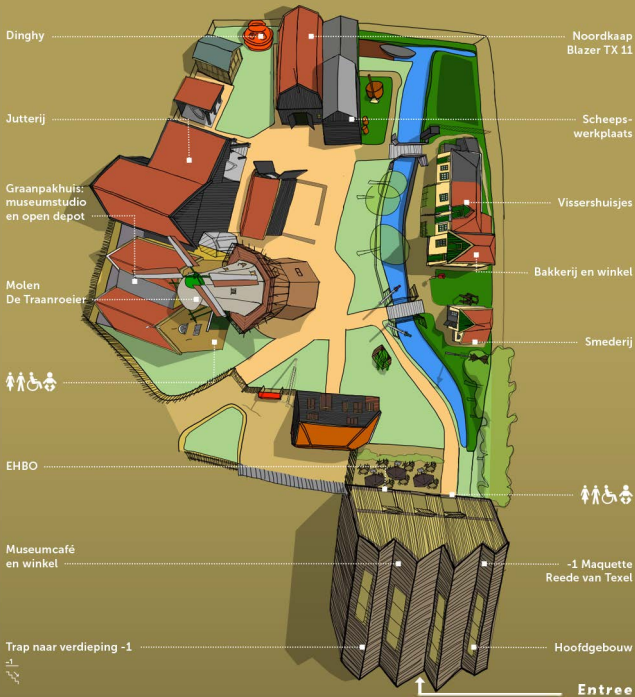 Dinghy
Noordkaap
Blazer TX 11
Jutterij
Scheeps-
werkplaats
Graanpakhuis:
museumstudio
en open depot
Vissershuisjes
Bakkerij en winkel
Molen
De Traanroeier
Smederij
EHBO
Museumcafé
en winkel
-1 Maquette
Reede van Texel
Trap naar verdieping -1
Hoofdgebouw
-1
Entree